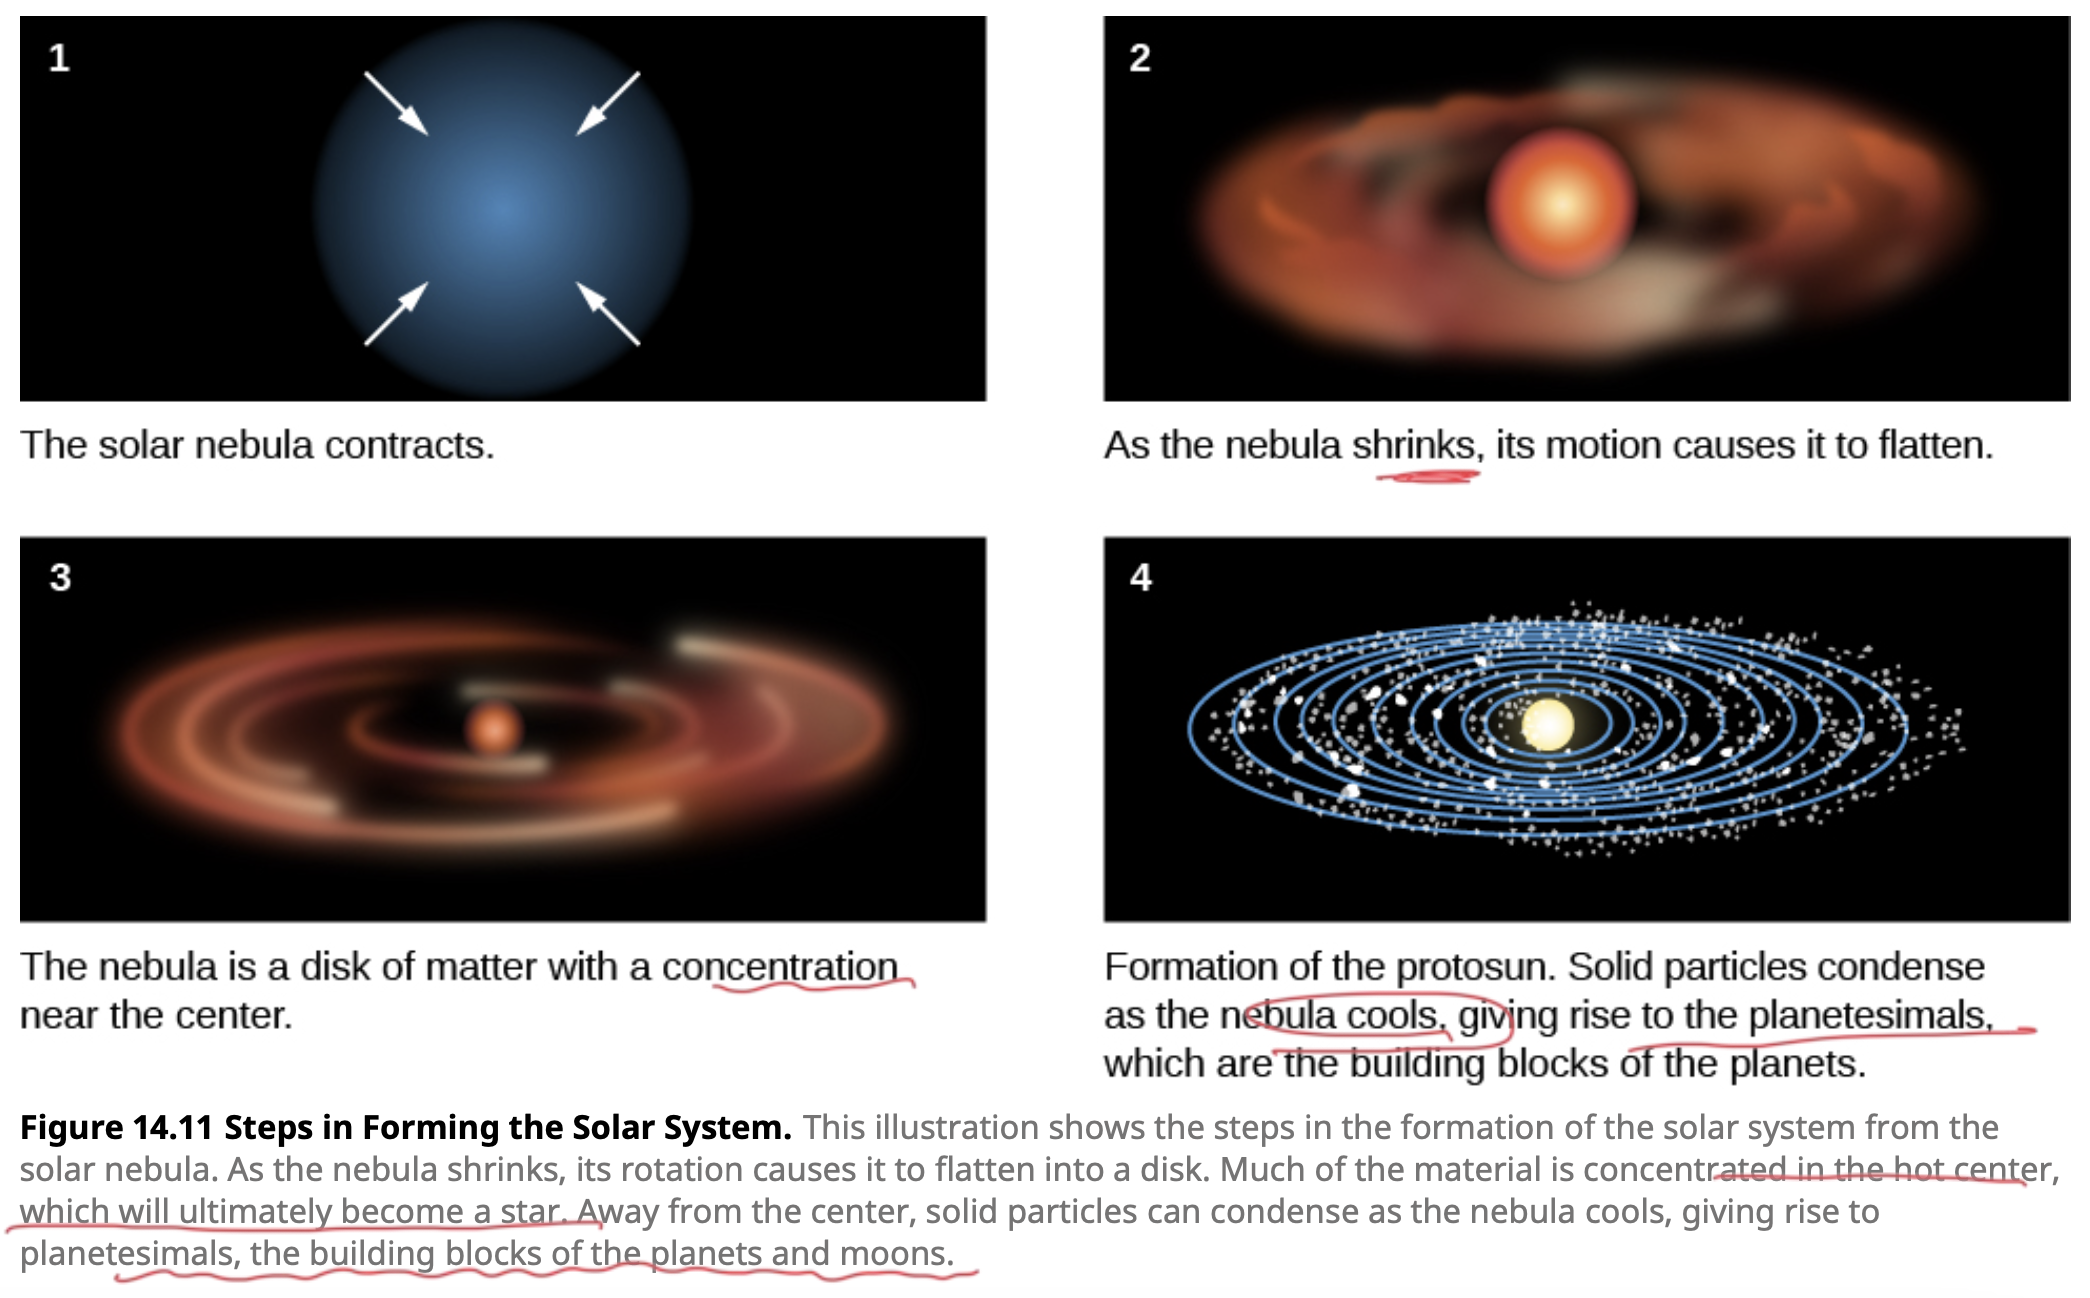 1
The solar nebula contracts.
2
As the nebula shrinks, its motion causes it to flatten.
3
The nebula is a disk of matter with a concentration
near the center.
4
Formation of the protosun. Solid particles condense
as the nebula cools, giving rise to the planetesimals,
which are the building blocks of the planets.
Figure 14.11 Steps in Forming the Solar System. This illustration shows the steps in the formation of the solar system from the
solar nebula. As the nebula shrinks, its rotation causes it to flatten into a disk. Much of the material is concentrated in the hot center,
which will ultimately become a star. Away from the center, solid particles can condense as the nebula cools, giving rise to
planetesimals, the building blocks of the planets and moons.